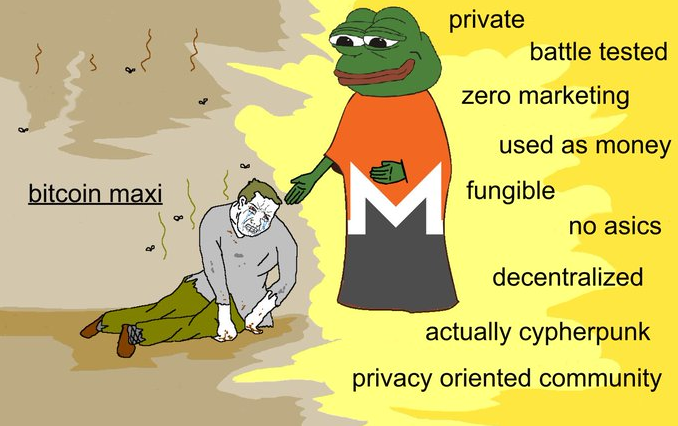 private
battle tested
zero marketing
used as money
bitcoin maxi
fungible
no asics
decentralized
actually cypherpunk
privacy oriented community